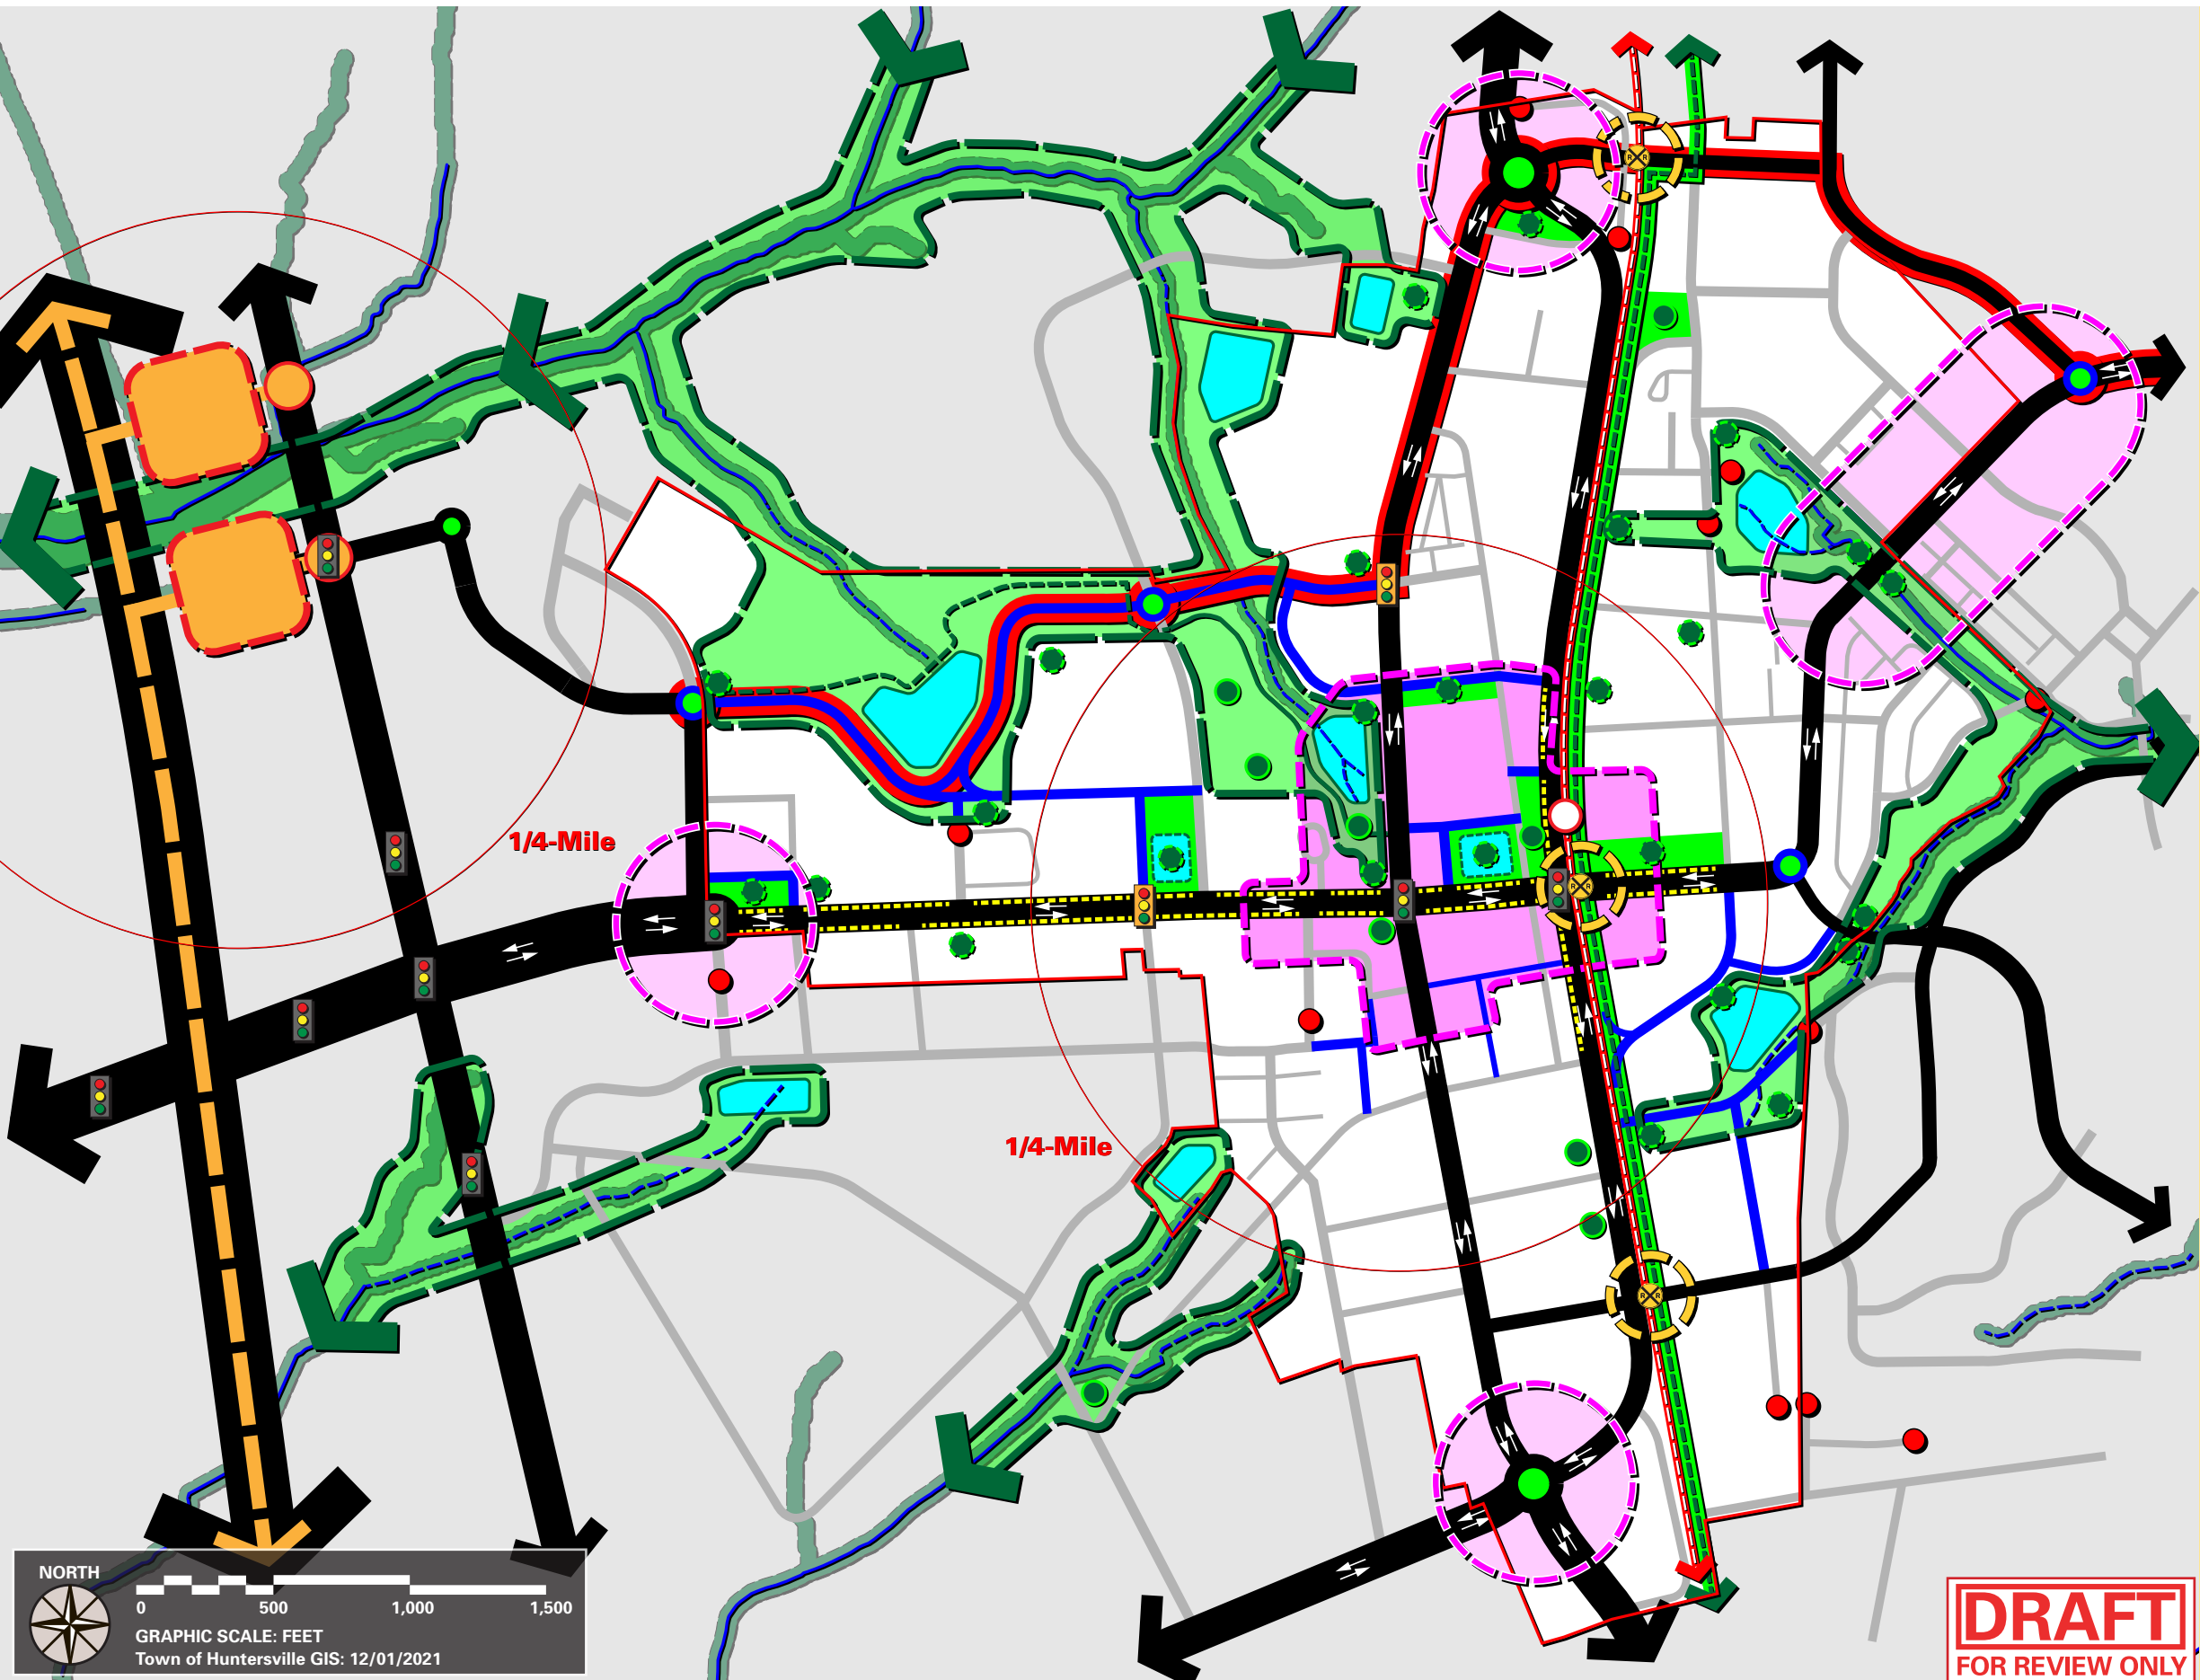 1/4-Mile
1/4-Mile
R R
R R
R R
NORTH
0 500 1,000 1,500
GRAPHIC SCALE: FEET
Town of Huntersville GIS: 12/01/2021
DRAFT
FOR REVIEW ONLY